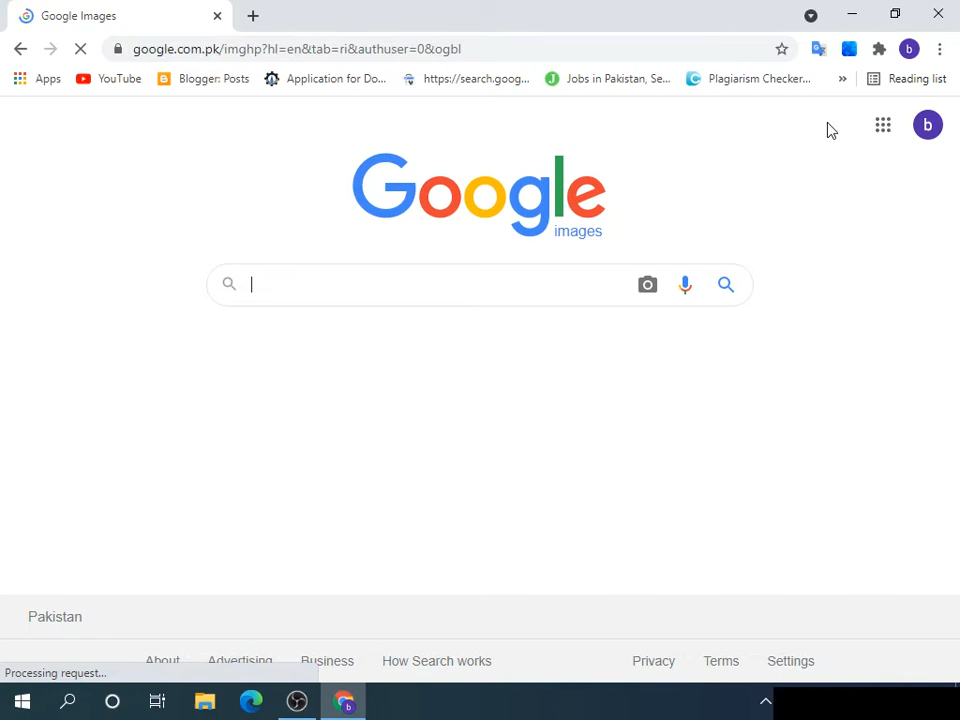 Google Images
google.com.pk/imghp?hl=en&tab=ri&authuser=0&ogbl
b
Apps
YouTube
Blogger: Posts
Application for Do...
https://search.goog...
J
Jobs in Pakistan, Se...
Plagiarism Checker...
»
Reading list
b
Google
images
Pakistan
About
Advertising
Business
How Search works
Privacy
Terms
Settings
Processing request...
b